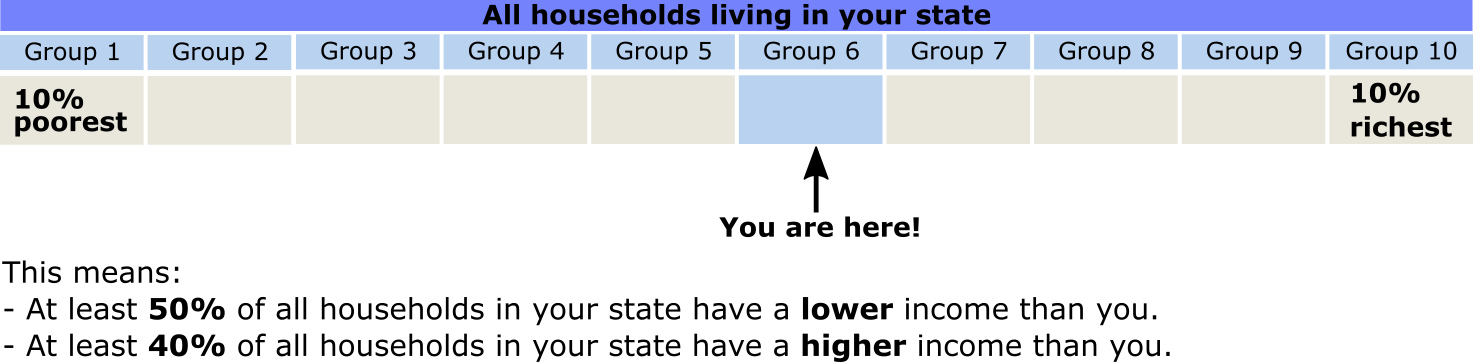 All households living in your state
Group 1 Group 2 Group 3 Group 4 Group 5 Group 6 Group 7 Group 8 Group 9 Group 10
10%
poorest
10%
richest
You are here!
This means:
- At least 50% of all households in your state have a lower income than you.
- At least 40% of all households in your state have a higher income than you.